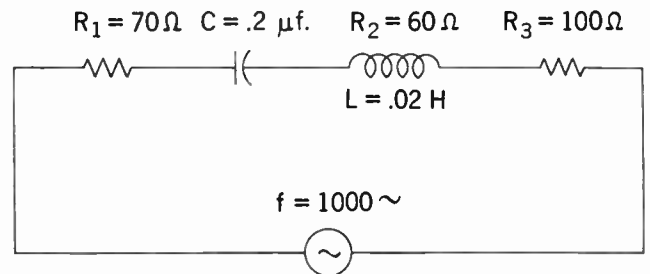 R₁ = 70Ω C = .2 μf. R₂ = 60Ω R₃ = 100Ω
L = .02 H
f = 1000 ~
~